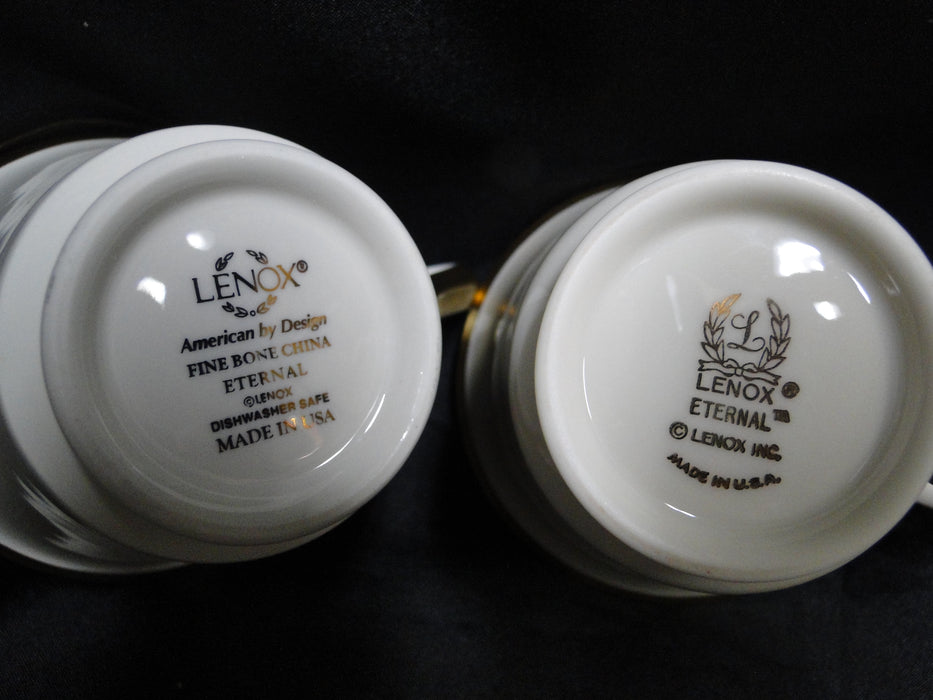 LENOX®
American by Design
FINE BONE CHINA
ETERNAL
©LENOX
DISHWASHER SAFE
MADE IN USA
L
LENOX®
ETERNAL™
© LENOX INC.
MADE IN U.S.A.